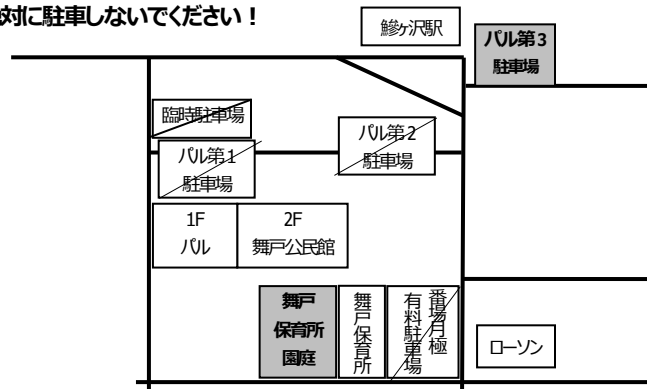 対に駐車しないでください！
鰺ヶ沢駅
パル第3
駐車場
臨時駐車場
パル第1
駐車場
パル第2
駐車場
1F
パル
2F
舞戸公民館
舞戸
保育所
園庭
舞戸保育所
番場月極
有料駐車場
ローソン